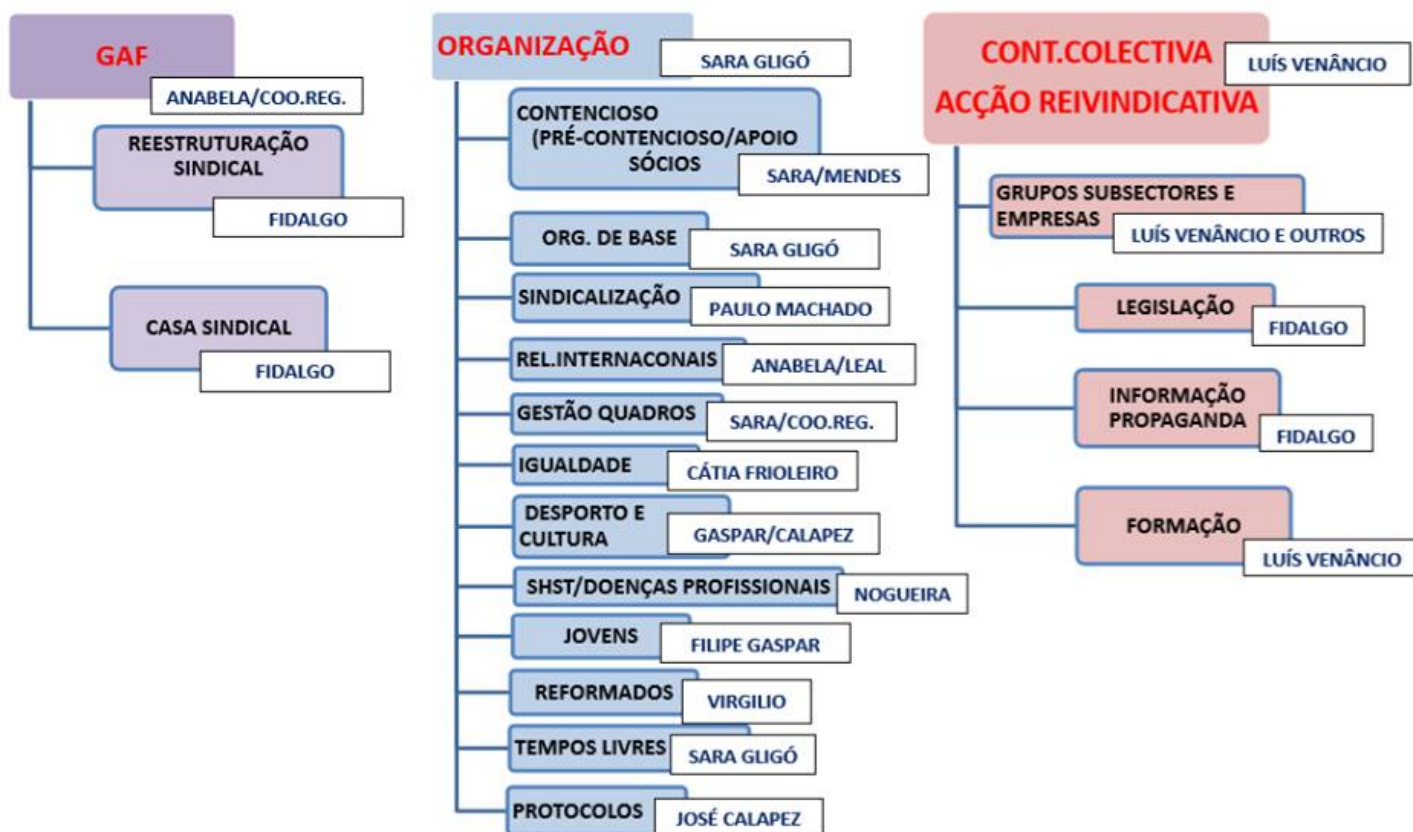 GAF
ANABELA/COO.REG.
REESTRUTURAÇÃO
SINDICAL
FIDALGO
CASA SINDICAL
FIDALGO
ORGANIZAÇÃO
SARA GLIGÓ
CONTENCIOSO
(PRÉ-CONTENCIOSO/APOIO
SÓCIOS
SARA/MENDES
ORG. DE BASE
SARA GLIGÓ
SINDICALIZAÇÃO
PAULO MACHADO
REL.INTERNACONAIS
ANABELA/LEAL
GESTÃO QUADROS
SARA/COO.REG.
IGUALDADE
CÁTIA FRIOLEIRO
DESPORTO E
CULTURA
GASPAR/CALAPEZ
SHST/DOENÇAS PROFISSIONAIS
NOGUEIRA
JOVENS
FILIPE GASPAR
REFORMADOS
VIRGILIO
TEMPOS LIVRES
SARA GLIGÓ
PROTOCOLOS
JOSÉ CALAPEZ
CONT.COLECTIVA
ACÇÃO REIVINDICATIVA
LUÍS VENÂNCIO
GRUPOS SUBSECTORES E
EMPRESAS
LUÍS VENÂNCIO E OUTROS
LEGISLAÇÃO
FIDALGO
INFORMAÇÃO
PROPAGANDA
FIDALGO
FORMAÇÃO
LUÍS VENÂNCIO